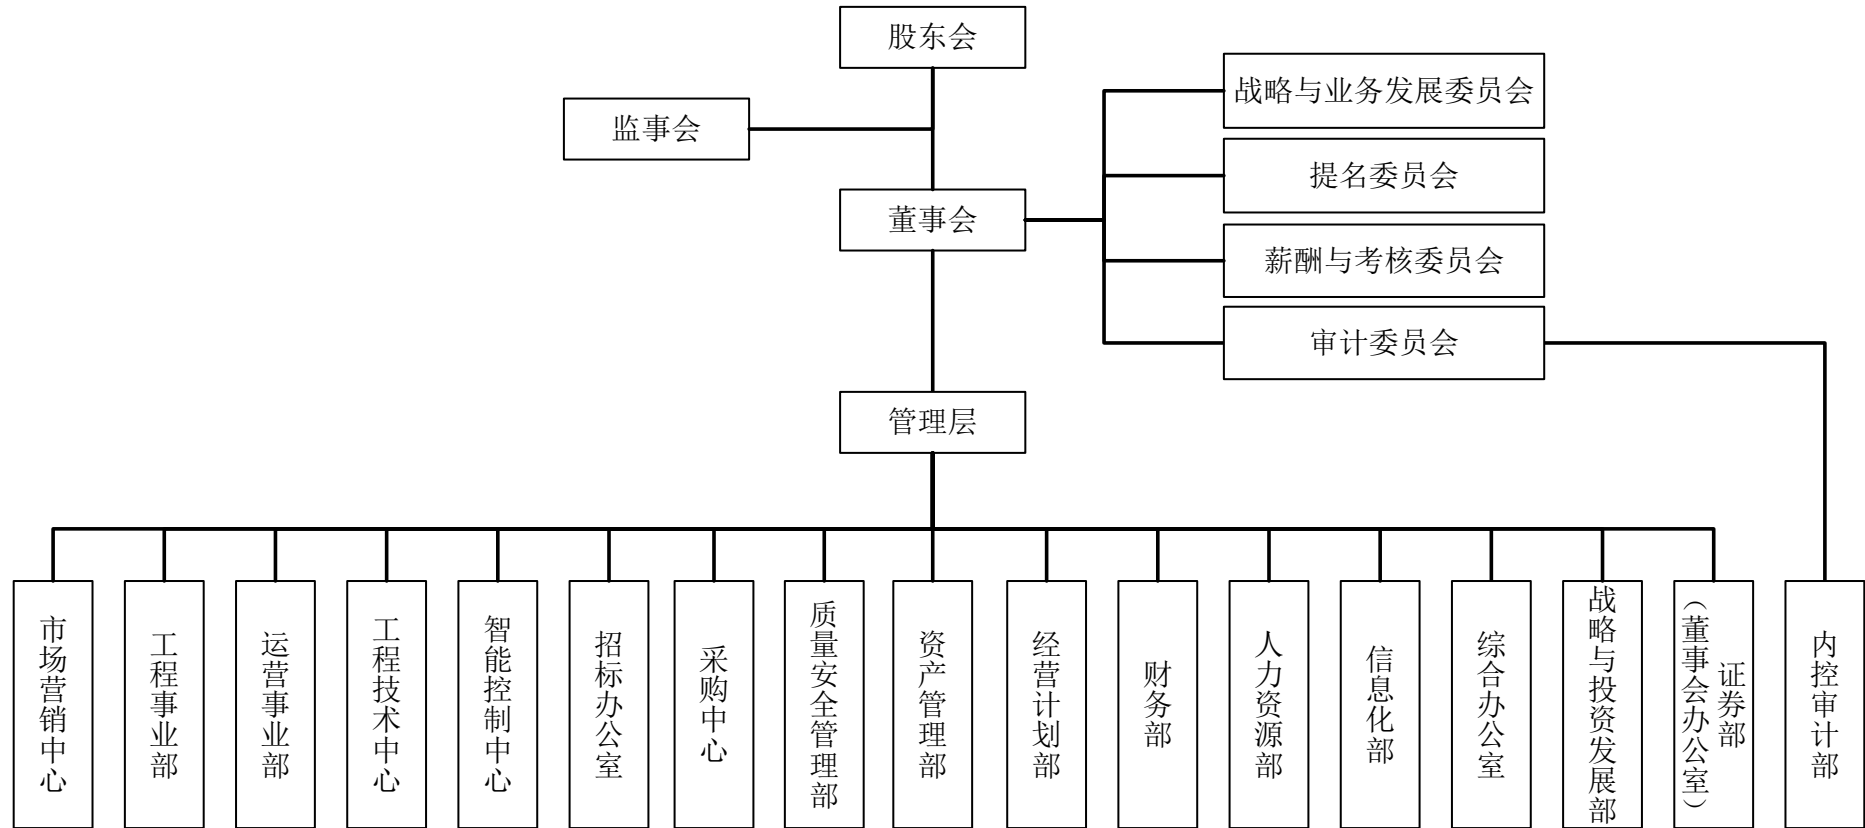 股东会
战略与业务发展委员会
监事会
提名委员会
董事会
薪酬与考核委员会
审计委员会
管理层
市场营销中心
工程事业部
运营事业部
工程技术中心
智能控制中心
招标办公室
采购中心
质量安全管理部
资产管理部
经营计划部
财务部
人力资源部
信息化部
综合办公室
战略与投资发展部
证券部
（董事会办公室）
内控审计部